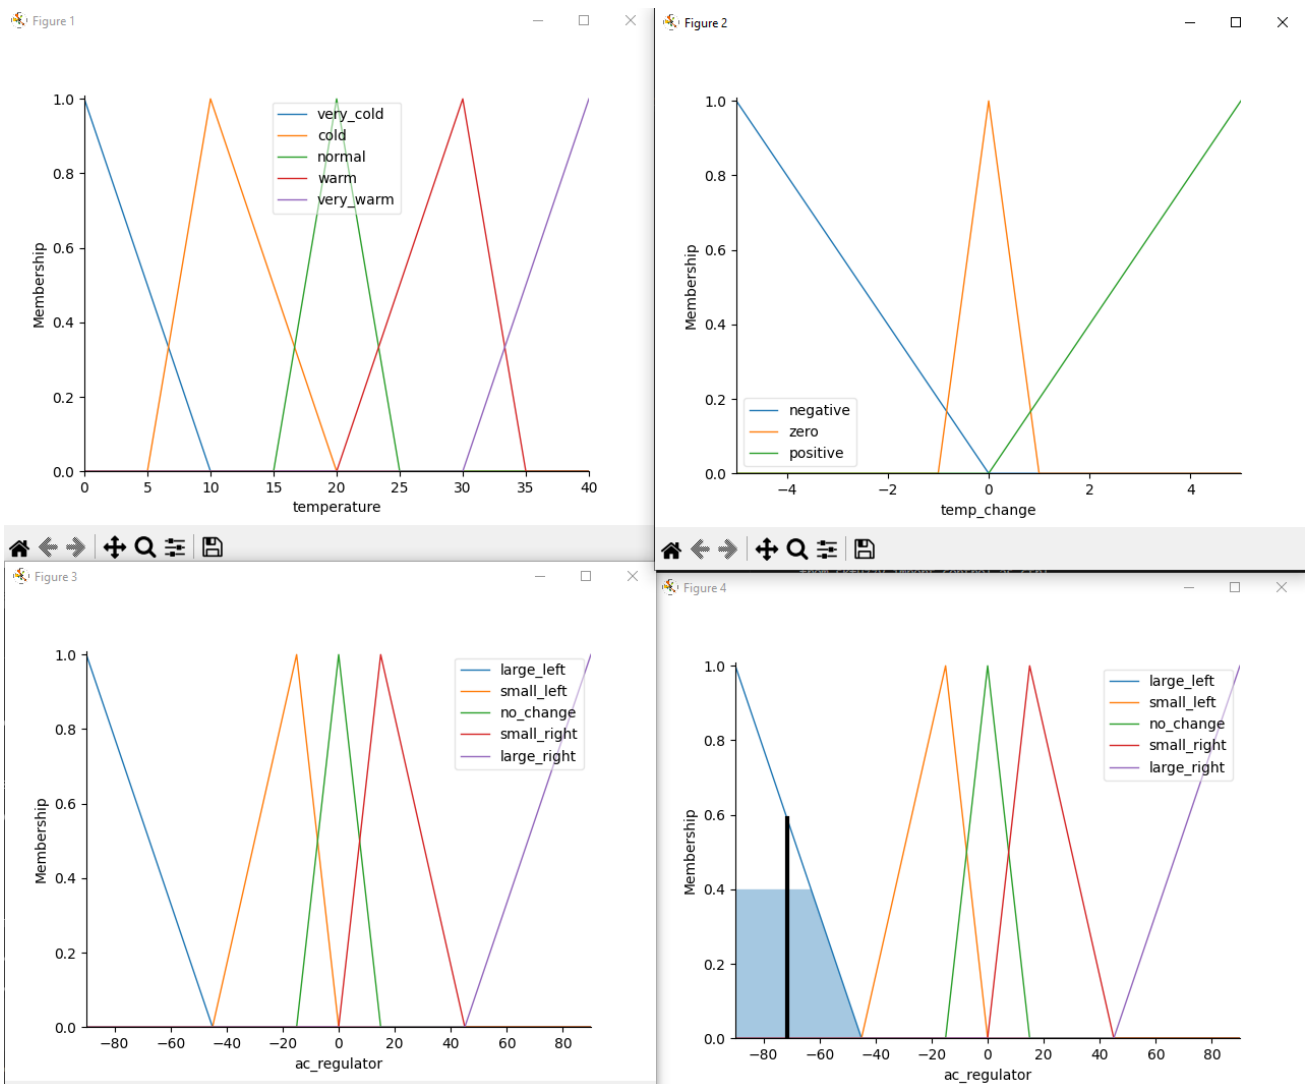 Figure 1
1.0
0.8
0.6
0.4
0.2
0.0
Membership
very_cold
cold
normal
warm
very_warm
0 5 10 15 20 25 30 35 40
temperature
Figure 2
1.0
0.8
0.6
0.4
0.2
0.0
Membership
negative
zero
positive
−4 −2 0 2 4
temp_change
Figure 3
1.0
0.8
0.6
0.4
0.2
0.0
Membership
large_left
small_left
no_change
small_right
large_right
−80 −60 −40 −20 0 20 40 60 80
ac_regulator
Figure 4
1.0
0.8
0.6
0.4
0.2
0.0
Membership
large_left
small_left
no_change
small_right
large_right
−80 −60 −40 −20 0 20 40 60 80
ac_regulator